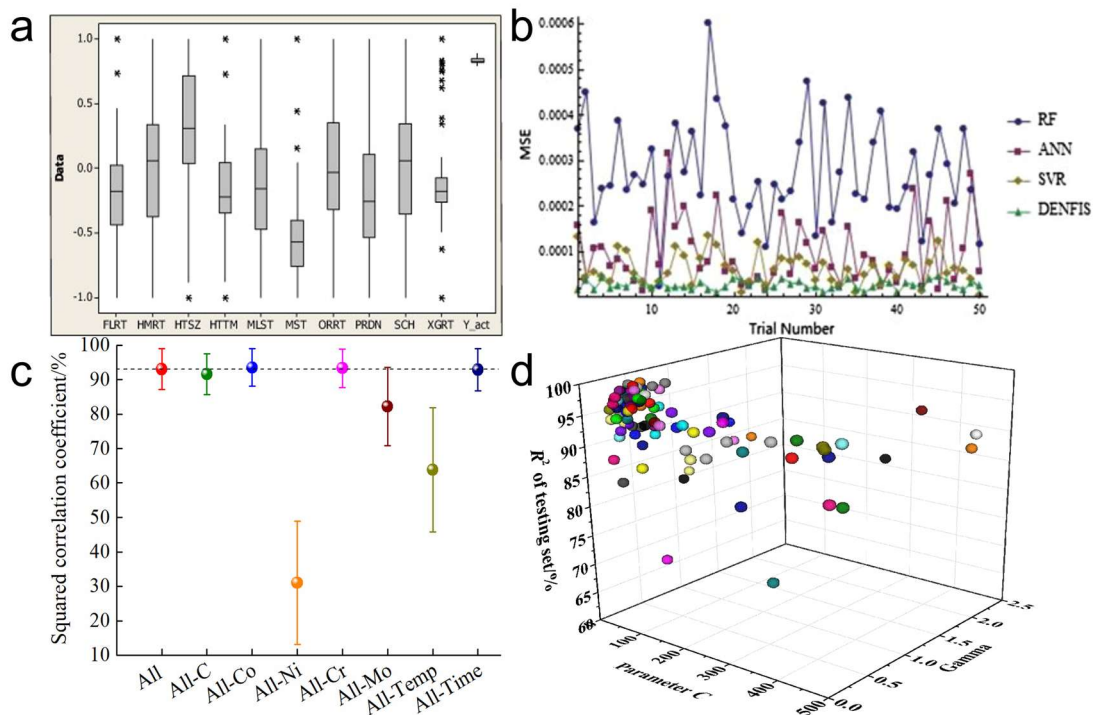 a
Data
1.0
0.5
0.0
-0.5
-1.0
FLRT HMRT HTSZ HTTM MLST MST ORRT PRDN SCH XGRT Y_act
b
MSE
0.0006
0.0005
0.0004
0.0003
0.0002
0.0001
10 20 30 40 50
Trial Number
RF
ANN
SVR
DENFIS
c
Squared correlation coefficient/%
100
90
80
70
60
50
40
30
20
10
All All-C All-Co All-Ni All-Cr All-Mo All-Temp All-Time
d
R² of testing set/%
100
95
90
85
80
75
70
65
60
100 200 300 400 500
Parameter C
0.0 0.5 1.0 1.5 2.0 2.5
Gamma